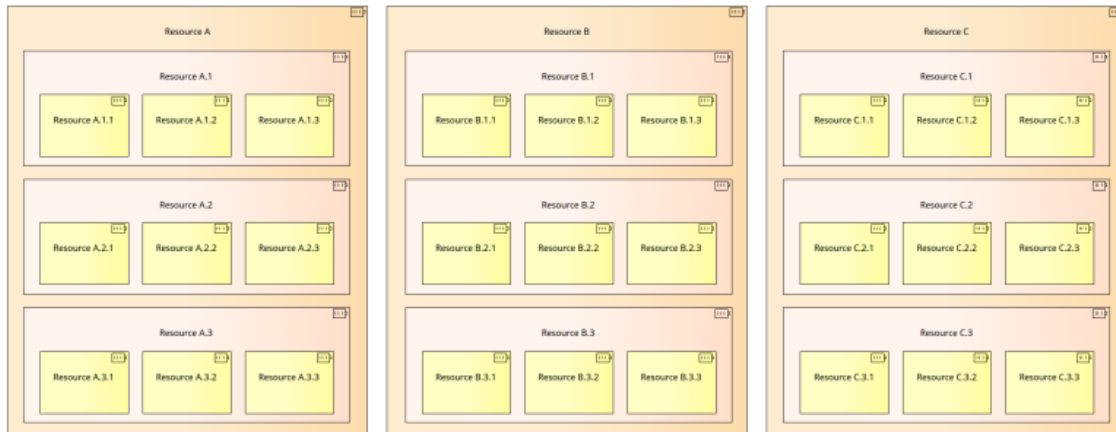 Resource A
Resource B
Resource C
Resource A.1
Resource B.1
Resource C.1
Resource A.1.1
Resource A.1.2
Resource A.1.3
Resource B.1.1
Resource B.1.2
Resource B.1.3
Resource C.1.1
Resource C.1.2
Resource C.1.3
Resource A.2
Resource B.2
Resource C.2
Resource A.2.1
Resource A.2.2
Resource A.2.3
Resource B.2.1
Resource B.2.2
Resource B.2.3
Resource C.2.1
Resource C.2.2
Resource C.2.3
Resource A.3
Resource B.3
Resource C.3
Resource A.3.1
Resource A.3.2
Resource A.3.3
Resource B.3.1
Resource B.3.2
Resource B.3.3
Resource C.3.1
Resource C.3.2
Resource C.3.3